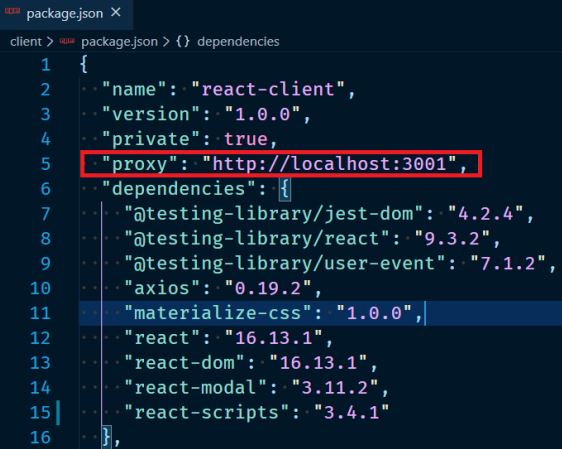 package.json ×
client > package.json > {} dependencies
1 {
2 "name": "react-client",
3 "version": "1.0.0",
4 "private": true,
5 "proxy": "http://localhost:3001",
6 "dependencies": {
7 "@testing-library/jest-dom": "4.2.4",
8 "@testing-library/react": "9.3.2",
9 "@testing-library/user-event": "7.1.2",
10 "axios": "0.19.2",
11 "materialize-css": "1.0.0",
12 "react": "16.13.1",
13 "react-dom": "16.13.1",
14 "react-modal": "3.11.2",
15 "react-scripts": "3.4.1"
16 },